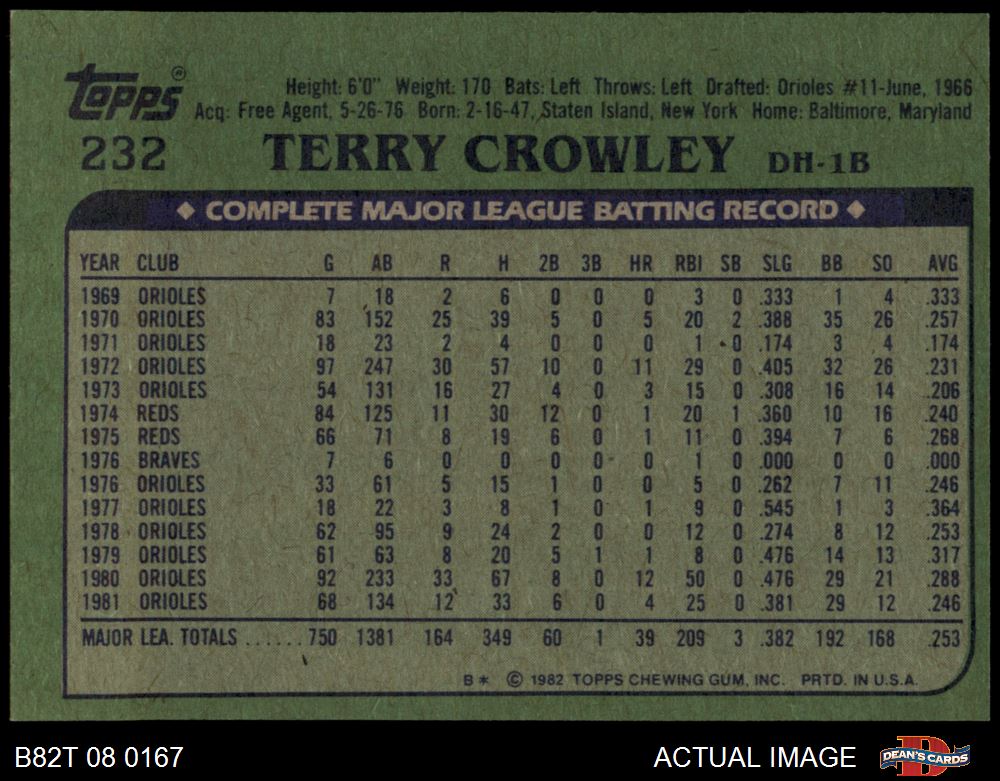 Topps®
Height: 6'0" Weight: 170 Bats: Left Throws: Left Drafted: Orioles #11-June, 1966
Acq: Free Agent, 5-26-76 Born: 2-16-47, Staten Island, New York Home: Baltimore, Maryland
232 TERRY CROWLEY DH-1B
◆ COMPLETE MAJOR LEAGUE BATTING RECORD ◆
YEAR CLUB G AB R H 2B 3B HR RBI SB SLG BB SO AVG
1969 ORIOLES 7 18 2 6 0 0 0 3 0 .333 1 4 .333
1970 ORIOLES 83 152 25 39 5 0 5 20 2 .388 35 26 .257
1971 ORIOLES 18 23 2 4 0 0 0 1 0 .174 3 4 .174
1972 ORIOLES 97 247 30 57 10 0 11 29 0 .405 32 26 .231
1973 ORIOLES 54 131 16 27 4 0 3 15 0 .308 16 14 .206
1974 REDS 84 125 11 30 12 0 1 20 1 .360 10 16 .240
1975 REDS 66 71 8 19 6 0 1 11 0 .394 7 6 .268
1976 BRAVES 7 6 0 0 0 0 0 1 0 .000 0 0 .000
1976 ORIOLES 33 61 5 15 1 0 0 5 0 .262 7 11 .246
1977 ORIOLES 18 22 3 8 1 0 1 9 0 .545 1 3 .364
1978 ORIOLES 62 95 9 24 2 0 0 12 0 .274 8 12 .253
1979 ORIOLES 61 63 8 20 5 1 1 8 0 .476 14 13 .317
1980 ORIOLES 92 233 33 67 8 0 12 50 0 .476 29 21 .288
1981 ORIOLES 68 134 12 33 6 0 4 25 0 .381 29 12 .246
MAJOR LEA. TOTALS ...... 750 1381 164 349 60 1 39 209 3 .382 192 168 .253
B* © 1982 TOPPS CHEWING GUM, INC. PRTD. IN U.S.A.
B82T 08 0167 ACTUAL IMAGE DEAN'S CARDS